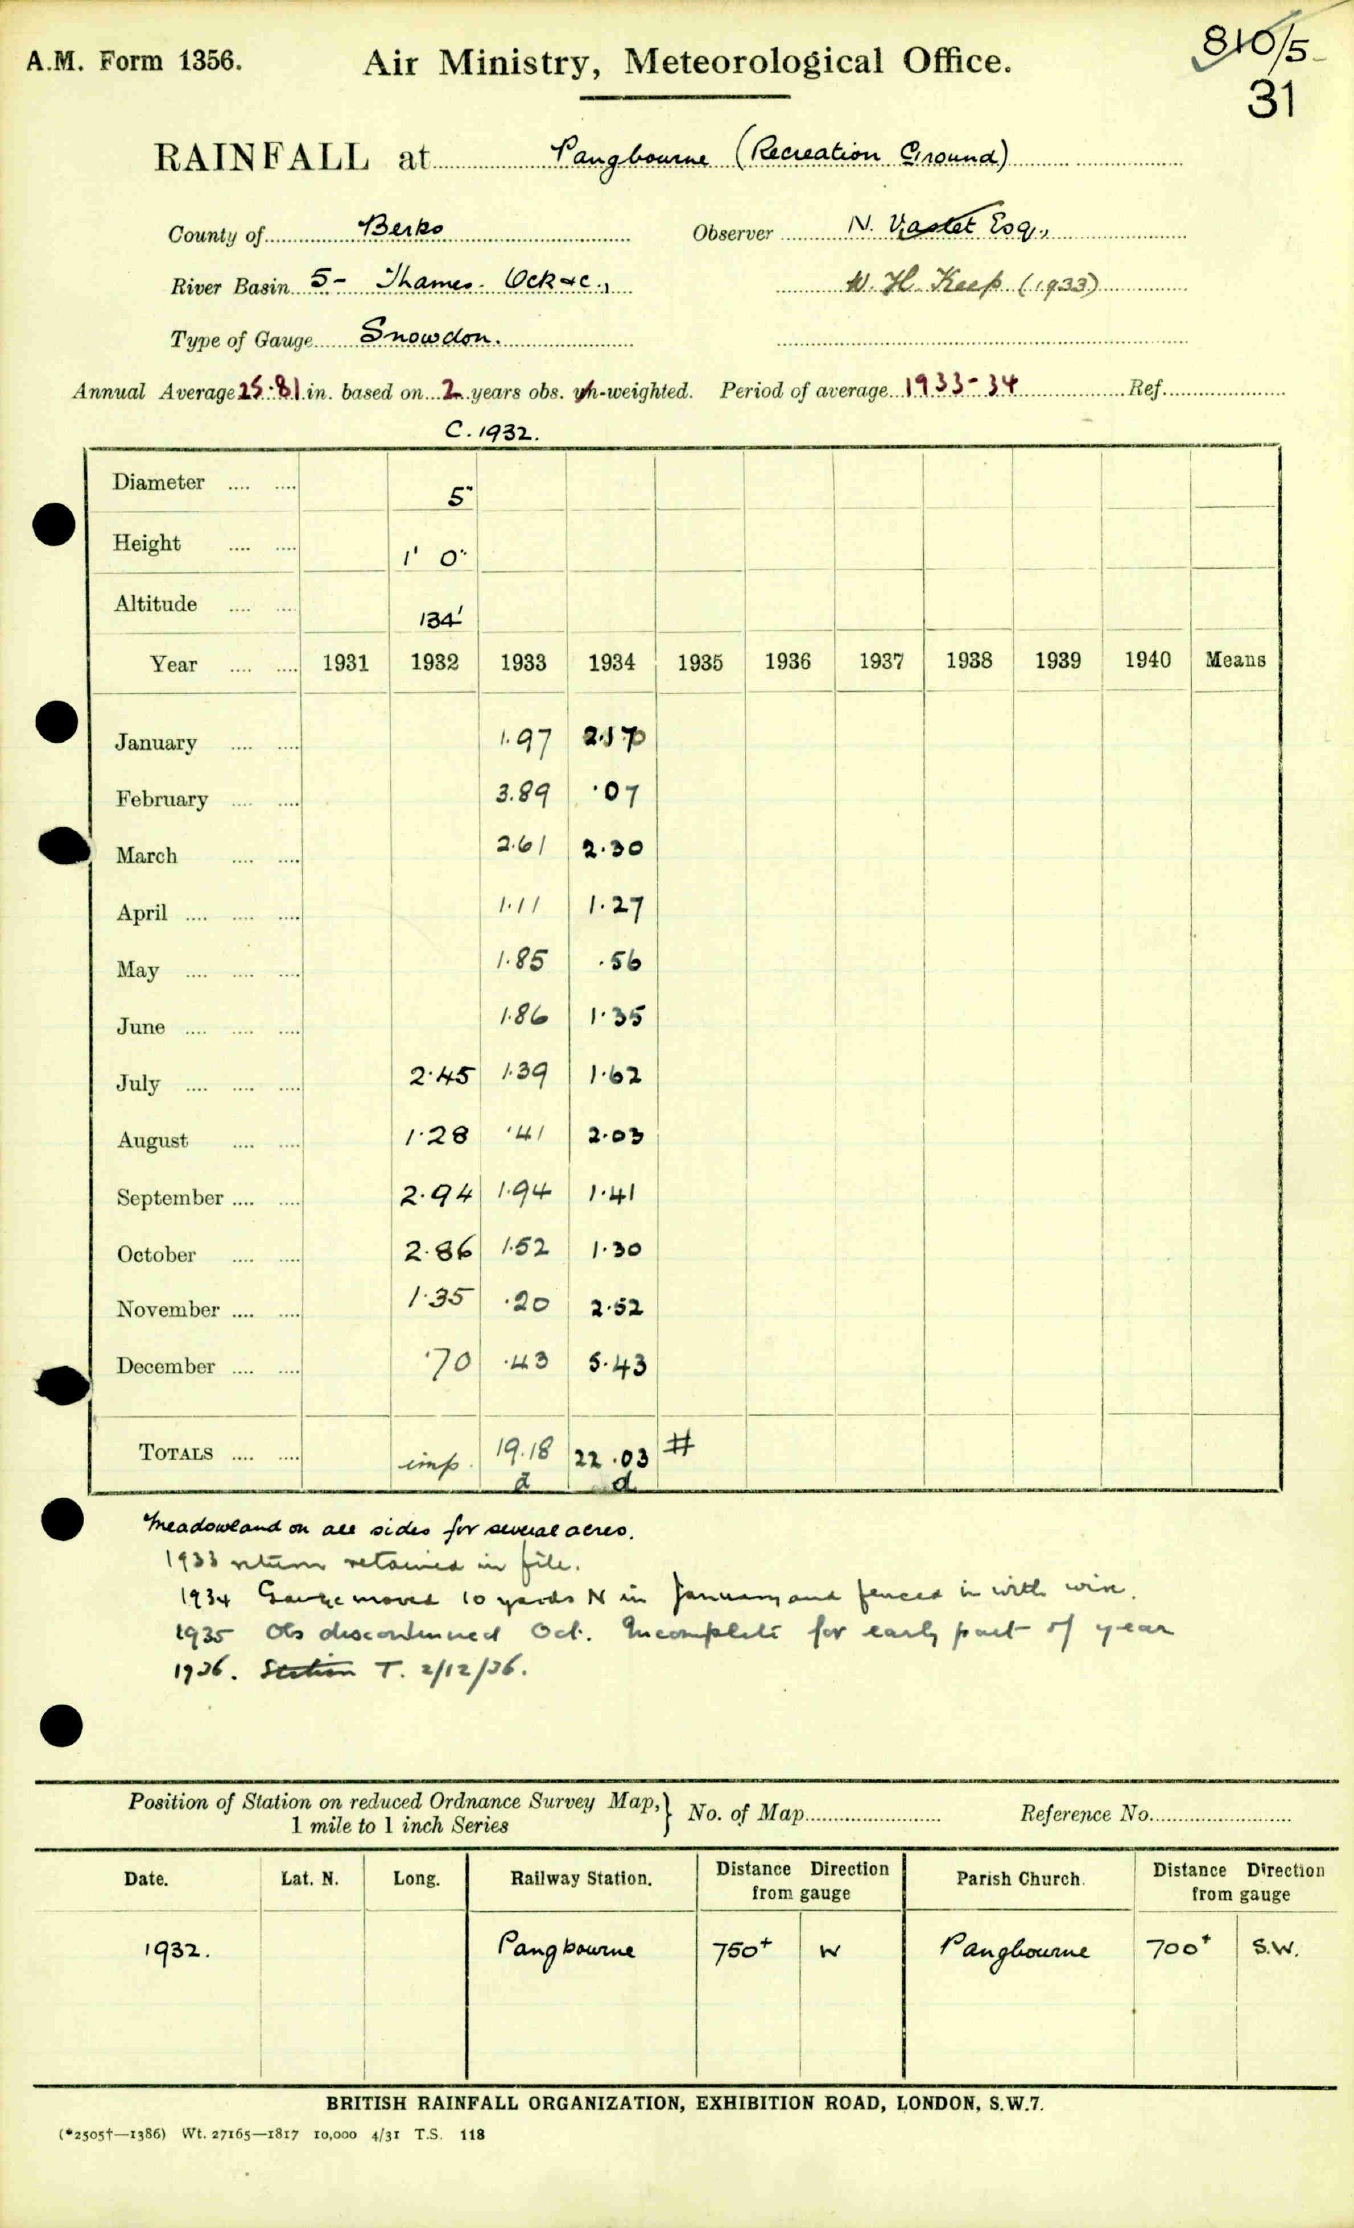 A.M. Form 1356. Air Ministry, Meteorological Office. 810/5
31
RAINFALL at Pangbourne (Recreation Ground)
County of Berks Observer N. Esq.,
River Basin 5 - Thames. Ock &c., W. H. Keep (1933)
Type of Gauge Snowdon.
Annual Average 25.81 in. based on 2 years obs. un-weighted. Period of average 1933-34 Ref.
C. 1932.
Diameter 5"
Height 1' 0"
Altitude 134'
Year 1931 1932 1933 1934 1935 1936 1937 1938 1939 1940 Means
January 1.97 2.17
February 3.89 .07
March 2.61 2.30
April 1.11 1.27
May 1.85 .56
June 1.86 1.35
July 2.45 1.39 1.62
August 1.28 .41 2.03
September 2.94 1.94 1.41
October 2.86 1.52 1.30
November 1.35 .20 2.52
December .70 .43 5.43
TOTALS imp. 19.18 22.03 #
d d
Meadowland on all sides for several acres.
1933 return retained in file.
1934 Gauge moved 10 yards N in January and fenced in with wire.
1935 Obs discontinued Oct. Incomplete for early part of year
1936. Station T. 2/12/36.
Position of Station on reduced Ordnance Survey Map, } No. of Map Reference No.
1 mile to 1 inch Series
Date. Lat. N. Long. Railway Station. Distance Direction from gauge Parish Church. Distance Direction from gauge
1932. Pangbourne 750+ W Pangbourne 700+ S.W.
BRITISH RAINFALL ORGANIZATION, EXHIBITION ROAD, LONDON, S.W.7.
(*2505†—1386) Wt. 27165—1817 10,000 4/31 T.S. 118